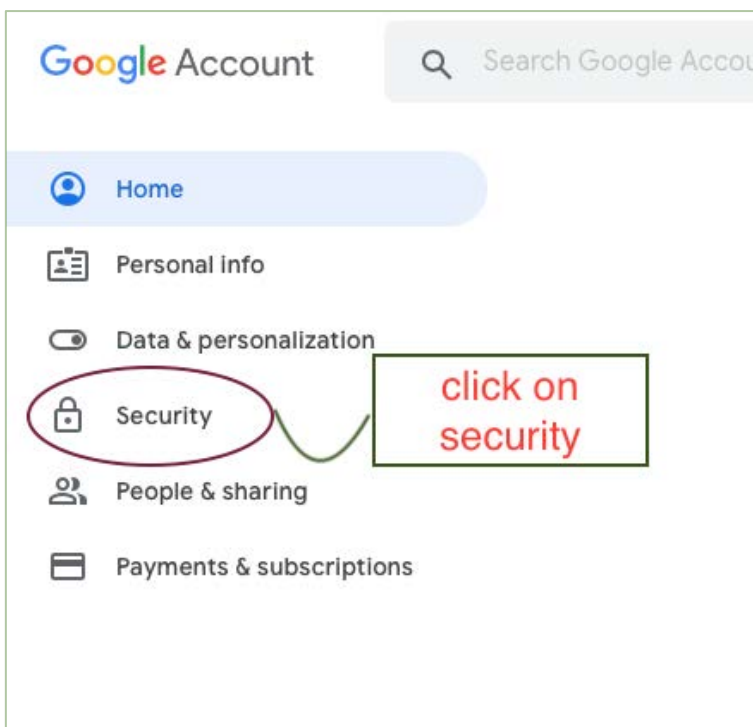 Google Account
Search Google Accou
Home
Personal info
Data & personalization
Security
click on
security
People & sharing
Payments & subscriptions